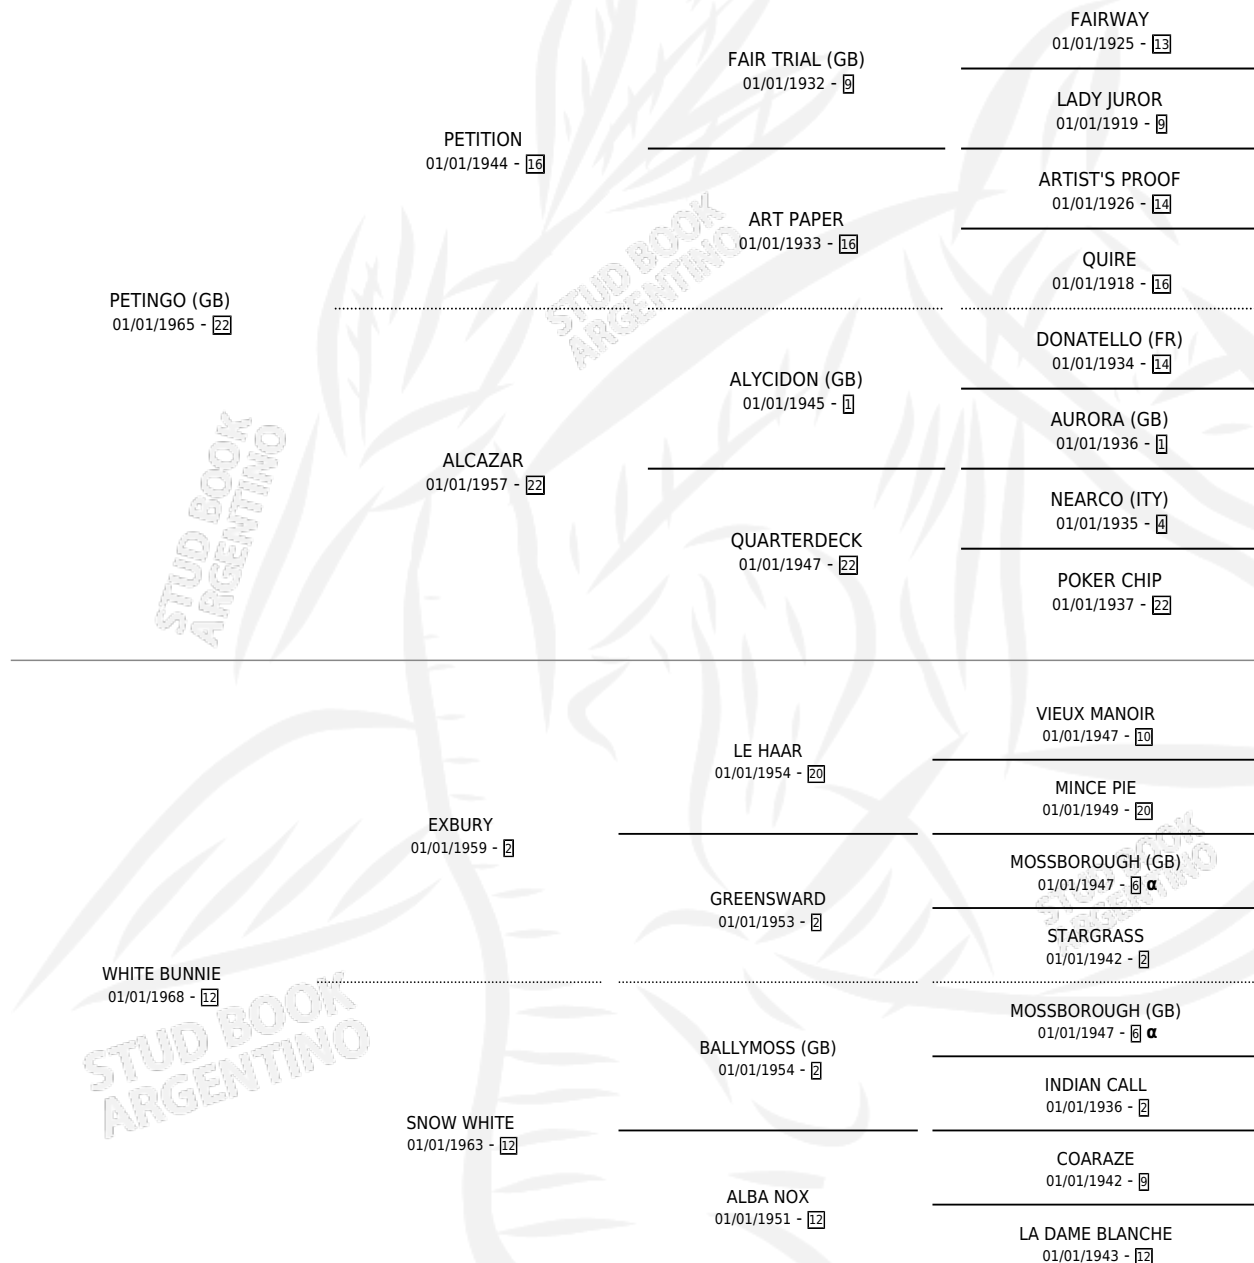 FAIRWAY
01/01/1925 - 13
FAIR TRIAL (GB)
01/01/1932 - 9
LADY JUROR
01/01/1919 - 9
PETITION
01/01/1944 - 16
ARTIST'S PROOF
01/01/1926 - 14
ART PAPER
01/01/1933 - 16
QUIRE
01/01/1918 - 16
PETINGO (GB)
01/01/1965 - 22
DONATELLO (FR)
01/01/1934 - 14
ALYCIDON (GB)
01/01/1945 - 1
AURORA (GB)
01/01/1936 - 1
ALCAZAR
01/01/1957 - 22
NEARCO (ITY)
01/01/1935 - 4
QUARTERDECK
01/01/1947 - 22
POKER CHIP
01/01/1937 - 22
VIEUX MANOIR
01/01/1947 - 10
LE HAAR
01/01/1954 - 20
MINCE PIE
01/01/1949 - 20
EXBURY
01/01/1959 - 2
MOSSBOROUGH (GB)
01/01/1947 - 6 α
GREENSWARD
01/01/1953 - 2
STARGRASS
01/01/1942 - 2
WHITE BUNNIE
01/01/1968 - 12
MOSSBOROUGH (GB)
01/01/1947 - 6 α
BALLYMOSS (GB)
01/01/1954 - 2
INDIAN CALL
01/01/1936 - 2
SNOW WHITE
01/01/1963 - 12
COARAZE
01/01/1942 - 9
ALBA NOX
01/01/1951 - 12
LA DAME BLANCHE
01/01/1943 - 12
STUD BOOK
ARGENTINO
STUD BOOK
ARGENTINO
STUD BOOK
ARGENTINO
STUD BOOK
ARGENTINO